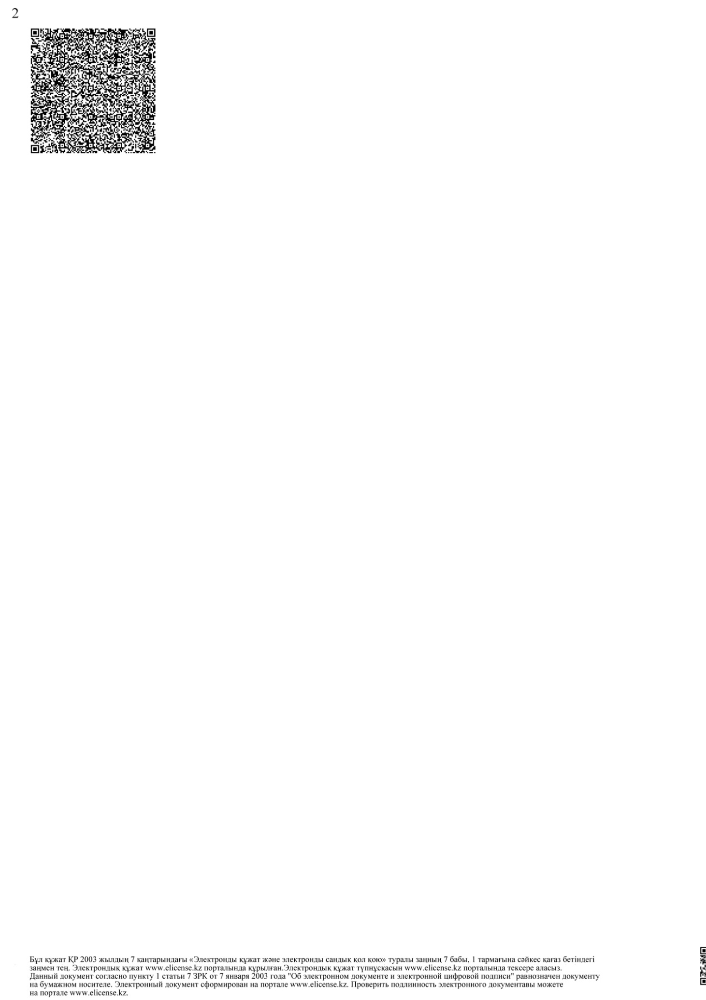 2
Бұл құжат ҚР 2003 жылдың 7 қаңтарындағы «Электронды құжат және электронды сандық қол қою» туралы заңның 7 бабы, 1 тармағына сәйкес қағаз бетіндегі
заңмен тең. Электрондық құжат www.elicense.kz порталында құрылған.Электрондық құжат түпнұсқасын www.elicense.kz порталында тексере аласыз.
Данный документ согласно пункту 1 статьи 7 ЗРК от 7 января 2003 года "Об электронном документе и электронной цифровой подписи" равнозначен документу
на бумажном носителе. Электронный документ сформирован на портале www.elicense.kz. Проверить подлинность электронного документавы можете
на портале www.elicense.kz.